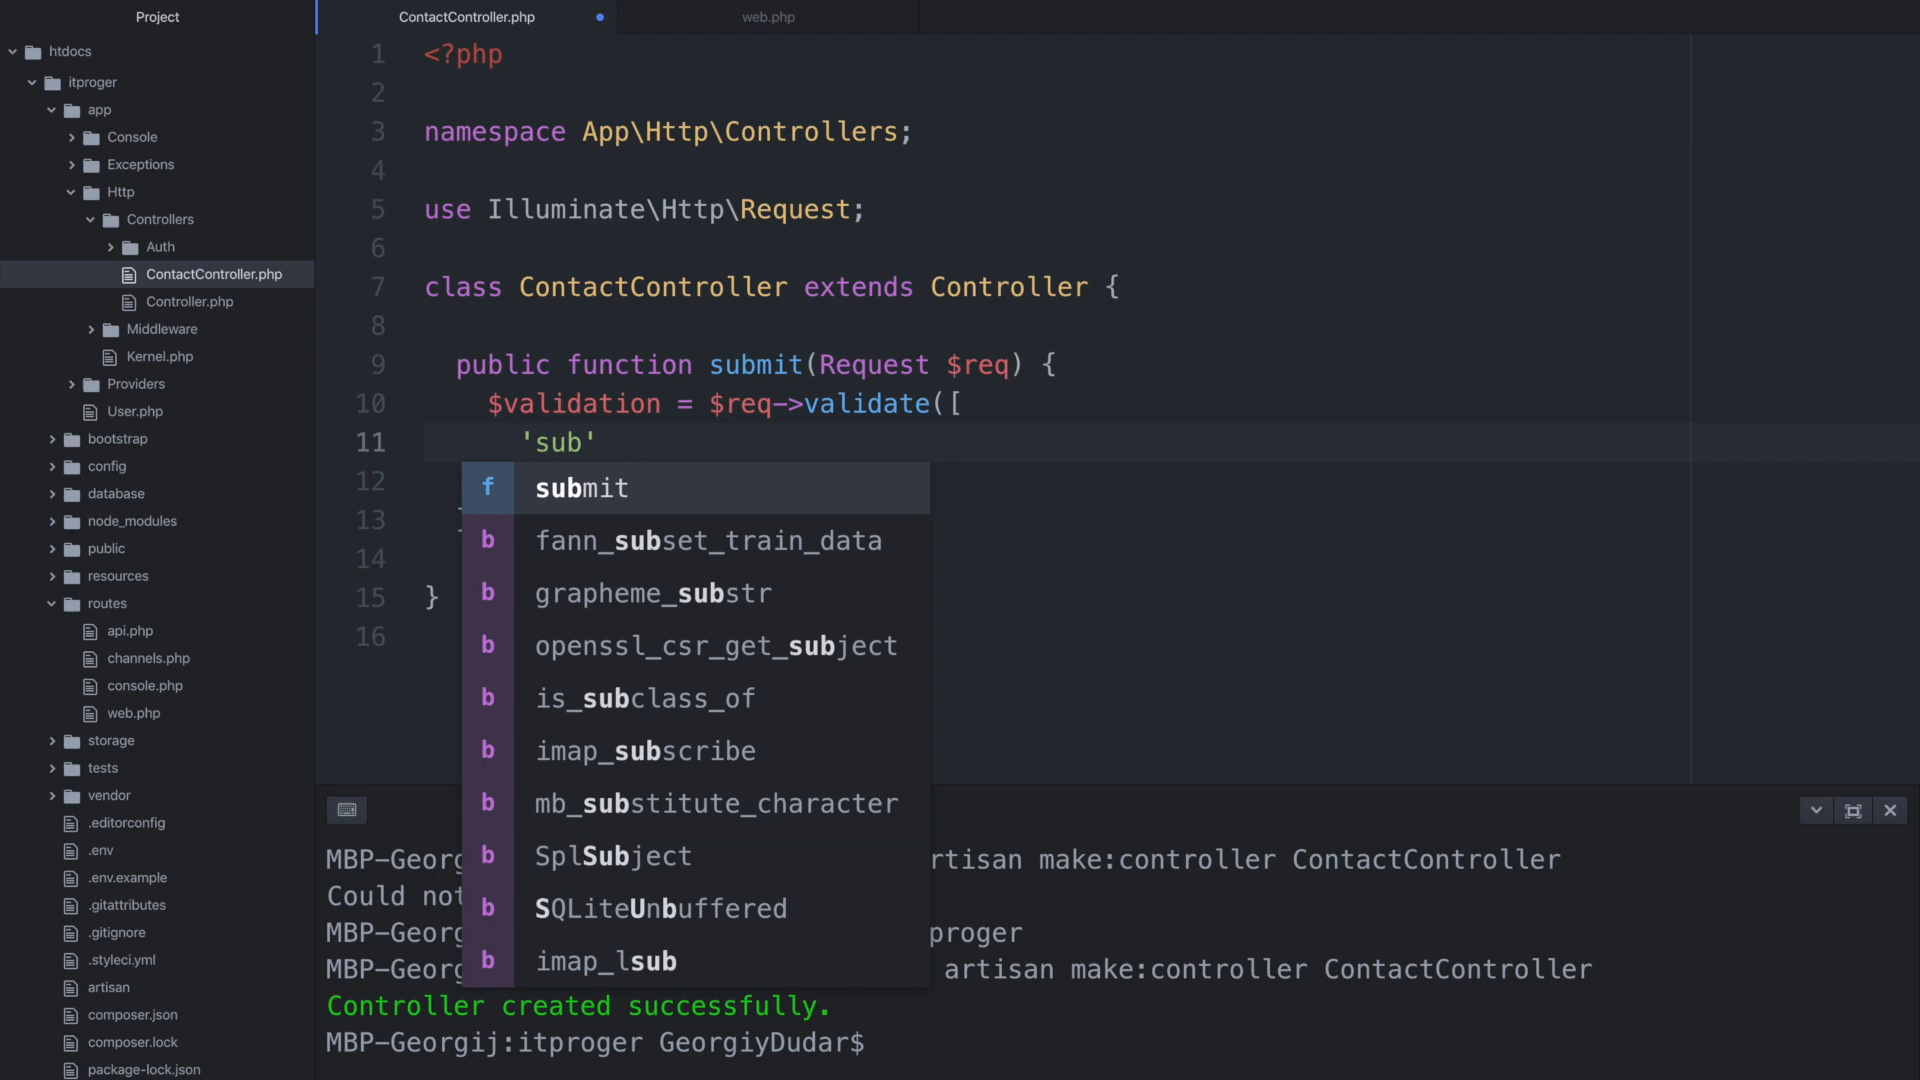 Project
htdocs
itproger
app
Console
Exceptions
Http
Controllers
Auth
ContactController.php
Controller.php
Middleware
Kernel.php
Providers
User.php
bootstrap
config
database
node_modules
public
resources
routes
api.php
channels.php
console.php
web.php
storage
tests
vendor
.editorconfig
.env
.env.example
.gitattributes
.gitignore
.styleci.yml
artisan
composer.json
composer.lock
package-lock.json
ContactController.php
web.php
1 <?php
2
3 namespace App\Http\Controllers;
4
5 use Illuminate\Http\Request;
6
7 class ContactController extends Controller {
8
9 public function submit(Request $req) {
10 $validation = $req->validate([
11 'sub'
12
13
14
15 }
16
f submit
b fann_subset_train_data
b grapheme_substr
b openssl_csr_get_subject
b is_subclass_of
b imap_subscribe
b mb_substitute_character
b SplSubject
b SQLiteUnbuffered
b imap_lsub
MBP-Georg rtisan make:controller ContactController
Could not
MBP-Georg proger
MBP-Georg artisan make:controller ContactController
Controller created successfully.
MBP-Georgij:itproger GeorgiyDudar$